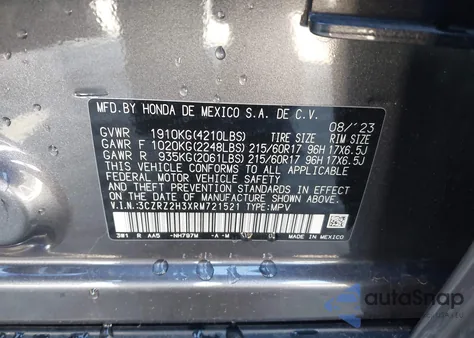 MFD.BY HONDA DE MEXICO S.A. DE C.V.
08/'23
GVWR 1910KG(4210LBS) TIRE SIZE RIM SIZE
GAWR F 1020KG(2248LBS) 215/60R17 96H 17X6.5J
GAWR R 935KG(2061LBS) 215/60R17 96H 17X6.5J
THIS VEHICLE CONFORMS TO ALL APPLICABLE
FEDERAL MOTOR VEHICLE SAFETY AND
THEFT PREVENTION STANDARDS IN EFFECT ON THE
DATE OF MANUFACTURE SHOWN ABOVE.
V.I.N.:3CZRZ2H3XRM721521 TYPE:MPV
R AA5 NH797M -A-M
MADE IN MEXICO
autoSnap